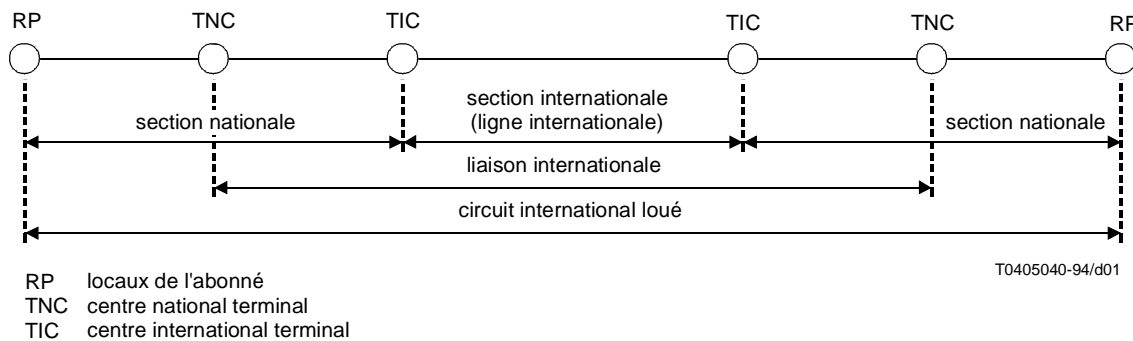 RP TNC TIC TIC TNC RP
section internationale
(ligne internationale)
section nationale section nationale
liaison internationale
circuit international loué
T0405040-94/d01
RP locaux de l'abonné
TNC centre national terminal
TIC centre international terminal